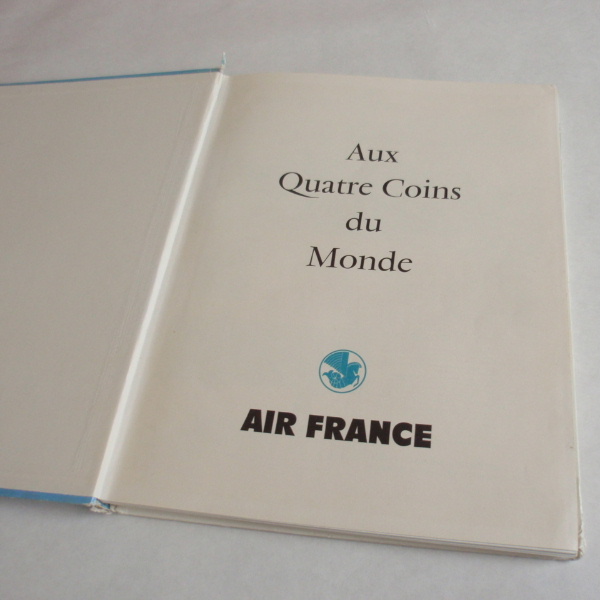 Aux
Quatre Coins
du
Monde
AIR FRANCE